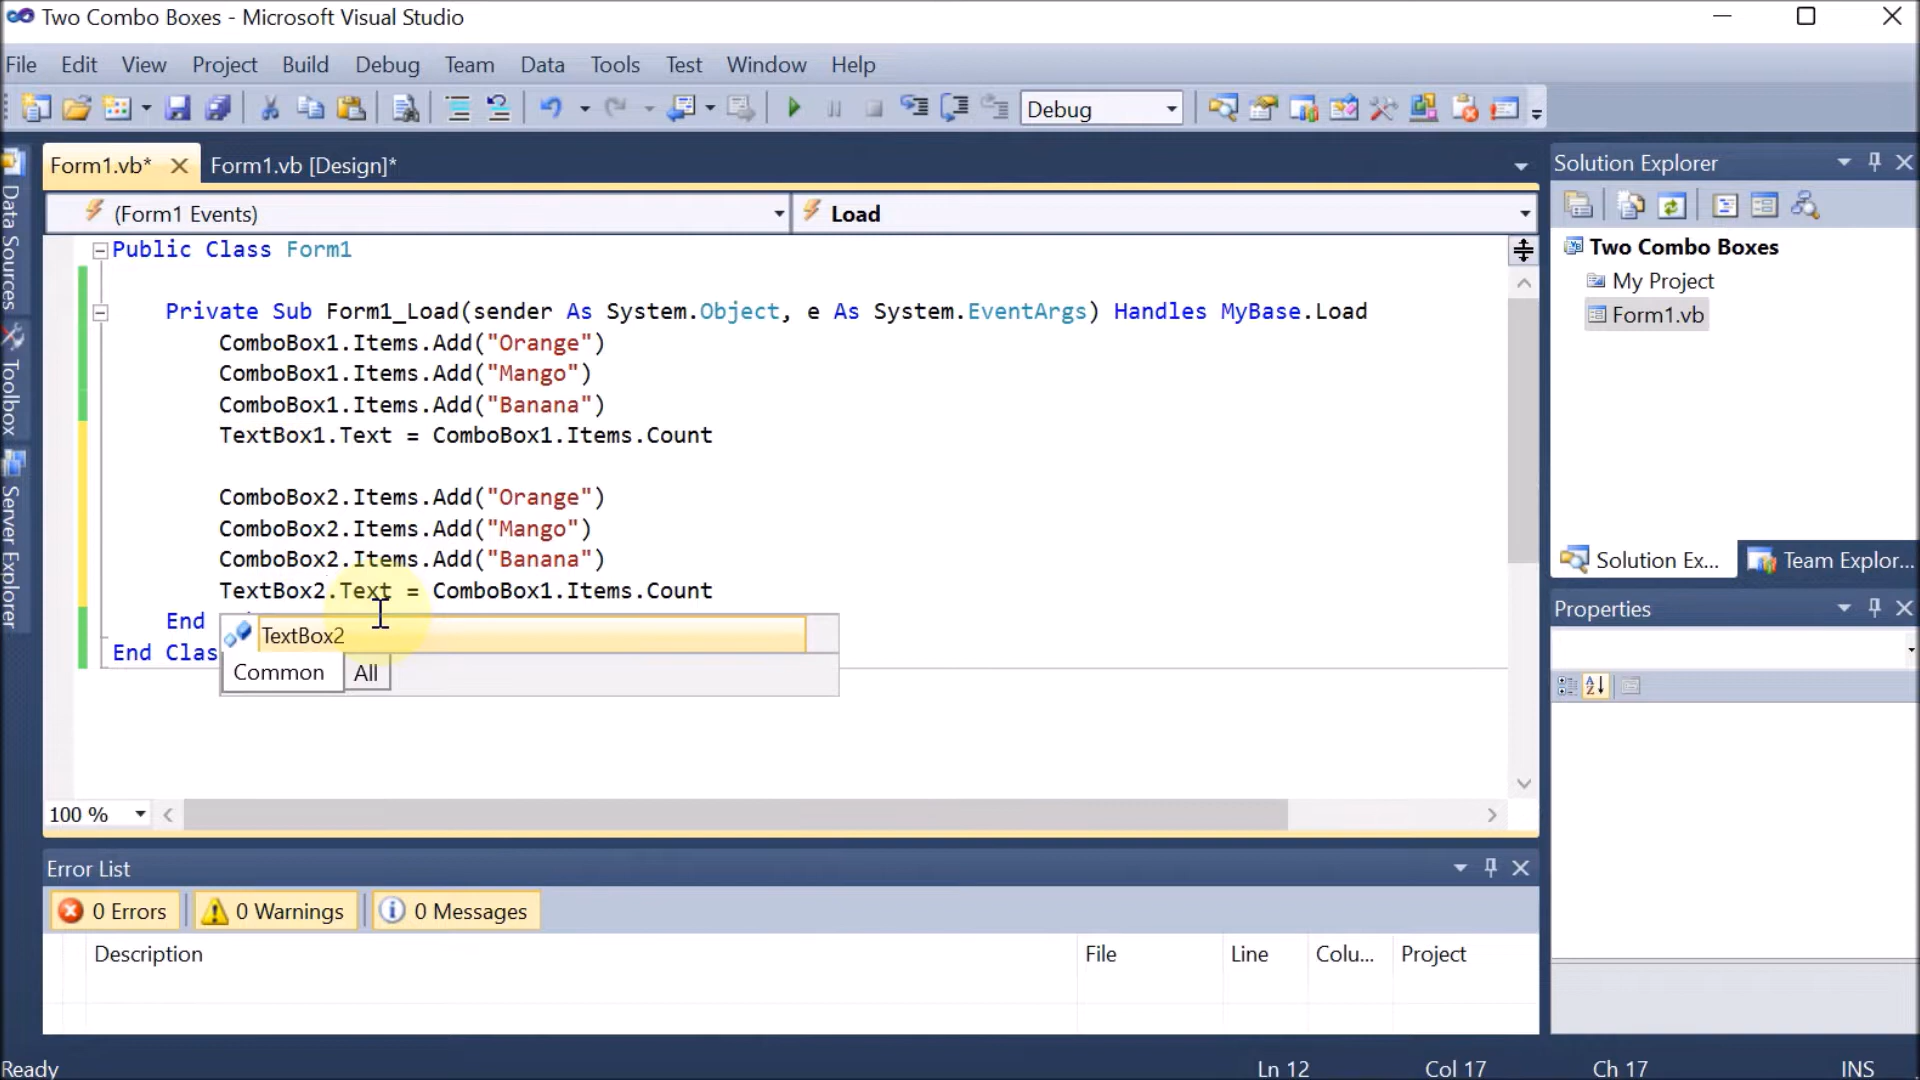 Two Combo Boxes - Microsoft Visual Studio
File Edit View Project Build Debug Team Data Tools Test Window Help
Debug
Form1.vb* Form1.vb [Design]*
(Form1 Events) Load
Public Class Form1
Private Sub Form1_Load(sender As System.Object, e As System.EventArgs) Handles MyBase.Load
ComboBox1.Items.Add("Orange")
ComboBox1.Items.Add("Mango")
ComboBox1.Items.Add("Banana")
TextBox1.Text = ComboBox1.Items.Count
ComboBox2.Items.Add("Orange")
ComboBox2.Items.Add("Mango")
ComboBox2.Items.Add("Banana")
TextBox2.Text = ComboBox1.Items.Count
End
TextBox2
End Clas
Common All
100 %
Data Sources
Toolbox
Server Explorer
Solution Explorer
Two Combo Boxes
My Project
Form1.vb
Solution Ex... Team Explor...
Properties
Error List
0 Errors 0 Warnings 0 Messages
Description File Line Colu... Project
Ready Ln 12 Col 17 Ch 17 INS